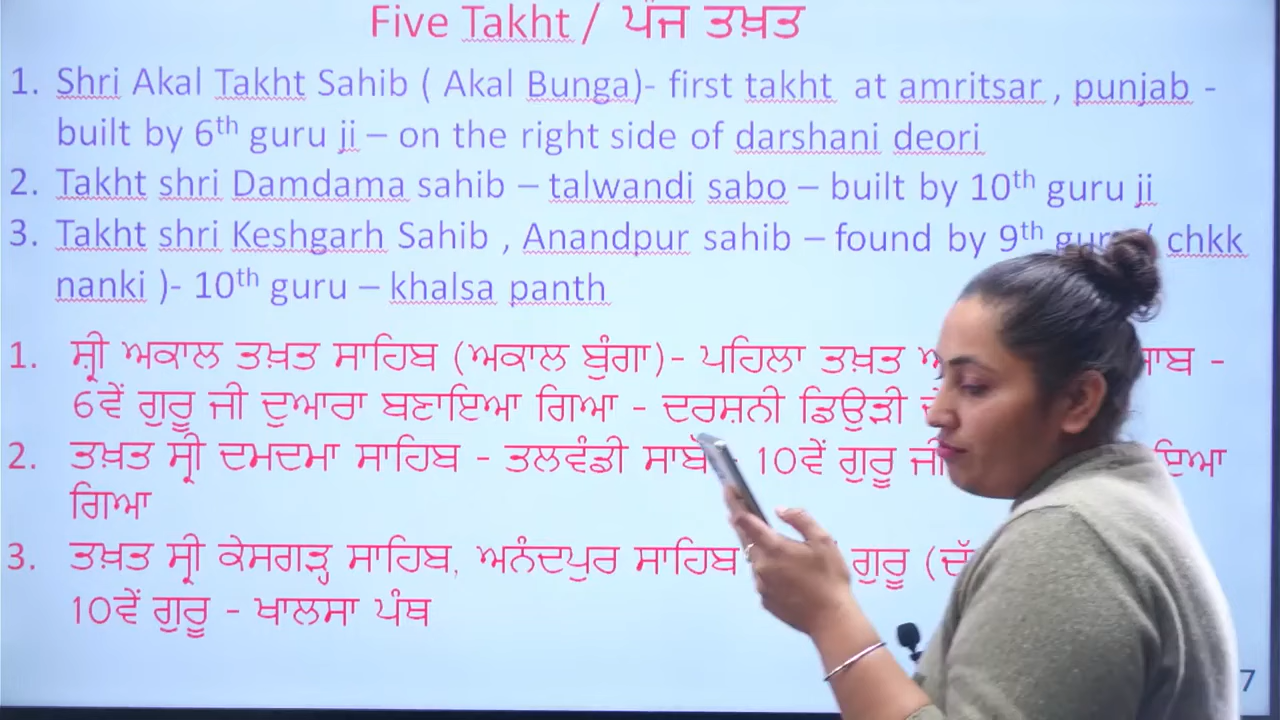 Five Takht / ਪੰਜ ਤਖ਼ਤ
1. Shri Akal Takht Sahib ( Akal Bunga)- first takht at amritsar , punjab -
built by 6th guru ji – on the right side of darshani deori
2. Takht shri Damdama sahib – talwandi sabo – built by 10th guru ji
3. Takht shri Keshgarh Sahib , Anandpur sahib – found by 9th guru ( chkk
nanki )- 10th guru – khalsa panth
1. ਸ਼੍ਰੀ ਅਕਾਲ ਤਖ਼ਤ ਸਾਹਿਬ (ਅਕਾਲ ਬੁੰਗਾ)- ਪਹਿਲਾ ਤਖ਼ਤ -
6ਵੇਂ ਗੁਰੂ ਜੀ ਦੁਆਰਾ ਬਣਾਇਆ ਗਿਆ - ਦਰਸ਼ਨੀ ਡਿਉੜੀ
2. ਤਖ਼ਤ ਸ੍ਰੀ ਦਮਦਮਾ ਸਾਹਿਬ - ਤਲਵੰਡੀ ਸਾਬੋ - 10ਵੇਂ ਗੁਰੂ ਜੀ
ਗਿਆ
3. ਤਖ਼ਤ ਸ੍ਰੀ ਕੇਸਗੜ੍ਹ ਸਾਹਿਬ, ਅਨੰਦਪੁਰ ਸਾਹਿਬ ਗੁਰੂ
10ਵੇਂ ਗੁਰੂ - ਖਾਲਸਾ ਪੰਥ
7